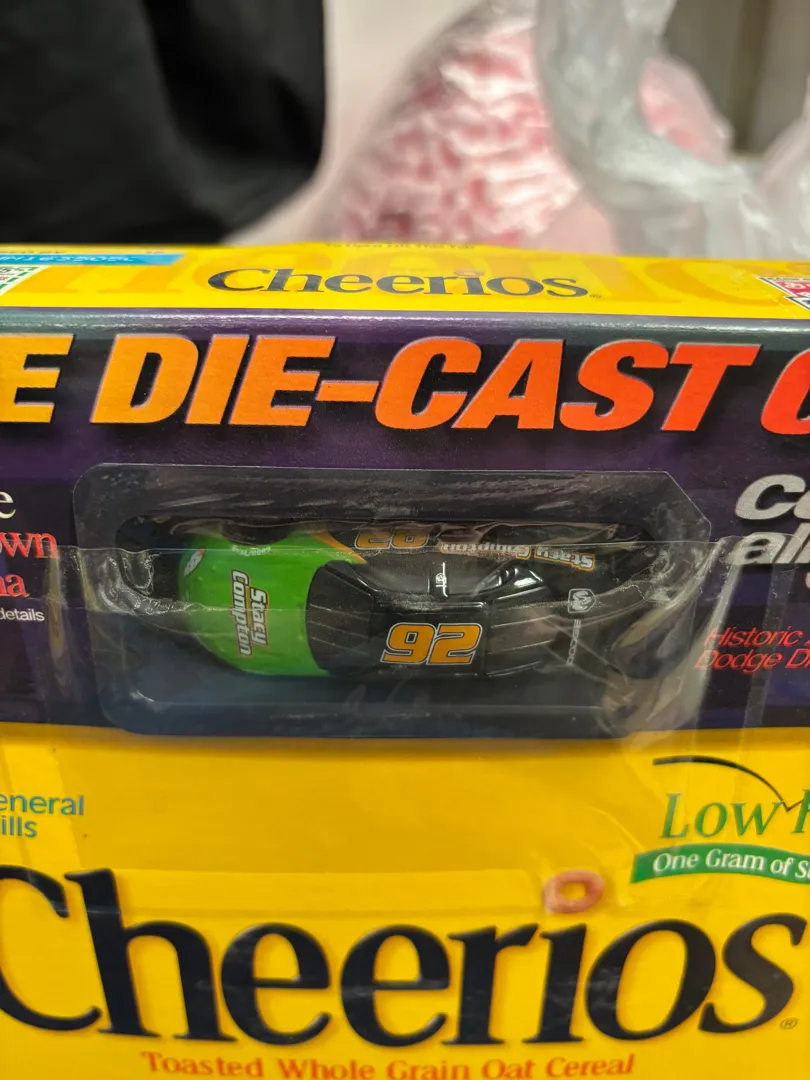 Cheerios
E DIE-CAST C
Stacy Compton
92
Stacy
Compton
92
e
own
na
details
Historic
Dodge D
eneral
ills
Low
One Gram of S
Cheerios®
Toasted Whole Grain Oat Cereal